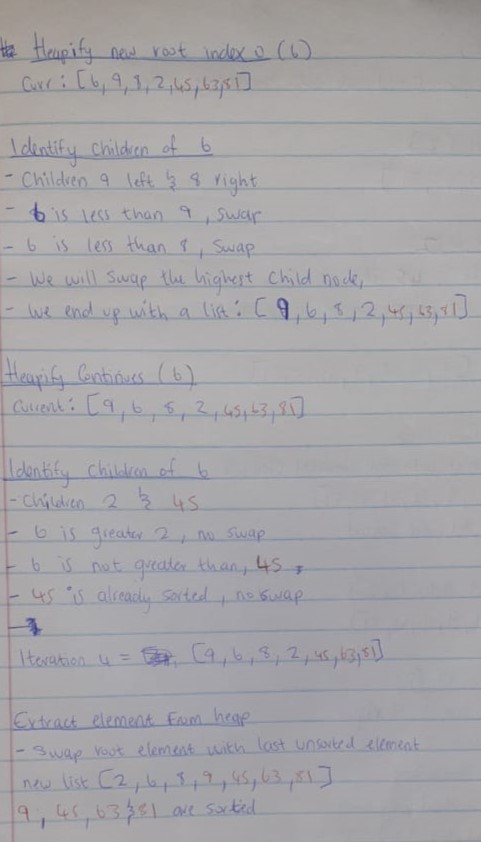 Heapify new root index 0 (6)
Curr: [6, 9, 8, 2, 45, 63, 81]
Identify Children of 6
- Children 9 left & 8 right
- 6 is less than 9, swap
- 6 is less than 8, swap
- We will swap the highest child node,
- We end up with a list: [9, 6, 8, 2, 45, 63, 81]
Heapify Continues (6)
Current: [9, 6, 8, 2, 45, 63, 81]
Identify Children of 6
- Children 2 & 45
- 6 is greater 2, no swap
- 6 is not greater than, 45,
- 45 is already sorted, no swap
Iteration 4 = [9, 6, 8, 2, 45, 63, 81]
Extract element from heap
- Swap root element with last unsorted element
new list [2, 6, 8, 9, 45, 63, 81]
9, 45, 63 & 81 are sorted